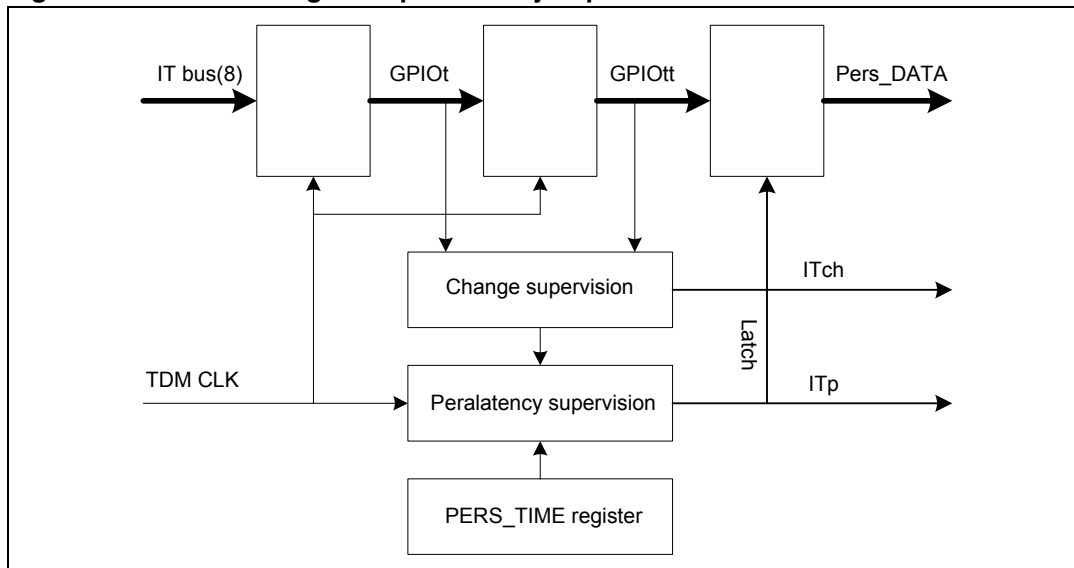 IT bus(8)
GPIOt
GPIOtt
Pers_DATA
Change supervision
ITch
Latch
TDM CLK
Peralatency supervision
ITp
PERS_TIME register